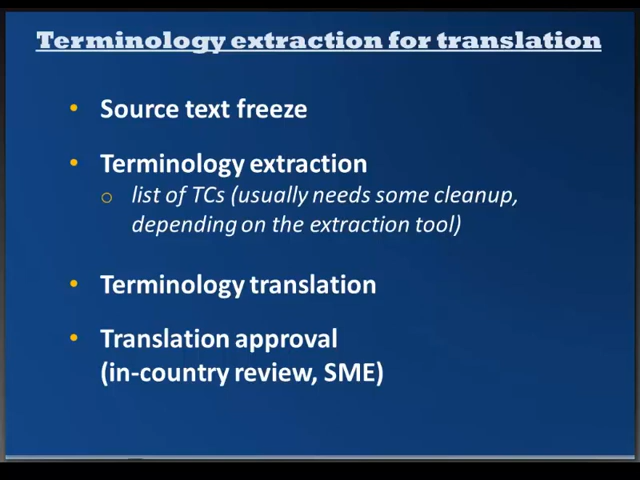 Terminology extraction for translation
• Source text freeze
• Terminology extraction
o list of TCs (usually needs some cleanup,
depending on the extraction tool)
• Terminology translation
• Translation approval
(in-country review, SME)